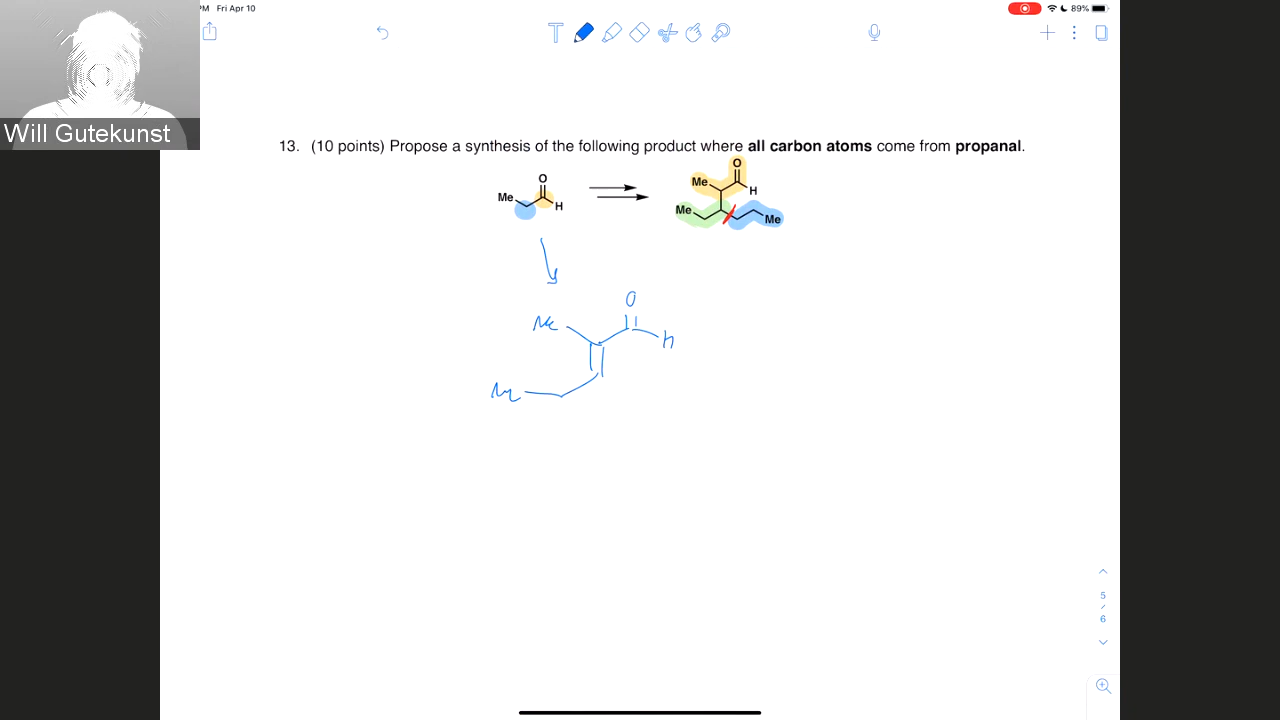 PM Fri Apr 10
89%
Will Gutekunst
13. (10 points) Propose a synthesis of the following product where all carbon atoms come from propanal.
O
Me
H
O
Me
H
Me
Me
O
Me
H
Me
5
/
6